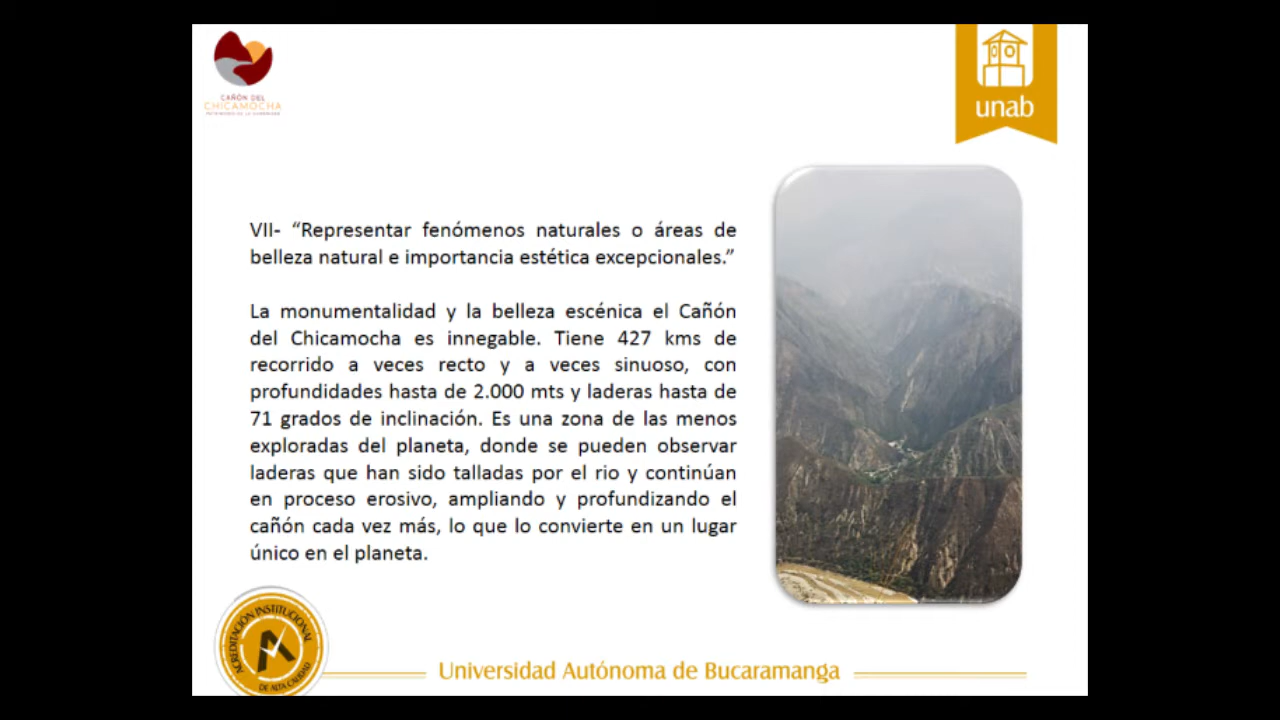 CAÑÓN DEL
CHICAMOCHA
PATRIMONIO DE LA HUMANIDAD
unab
VII- “Representar fenómenos naturales o áreas de
belleza natural e importancia estética excepcionales.”
La monumentalidad y la belleza escénica el Cañón
del Chicamocha es innegable. Tiene 427 kms de
recorrido a veces recto y a veces sinuoso, con
profundidades hasta de 2.000 mts y laderas hasta de
71 grados de inclinación. Es una zona de las menos
exploradas del planeta, donde se pueden observar
laderas que han sido talladas por el rio y continúan
en proceso erosivo, ampliando y profundizando el
cañón cada vez más, lo que lo convierte en un lugar
único en el planeta.
ACREDITACIÓN INSTITUCIONAL
DE ALTA CALIDAD
Universidad Autónoma de Bucaramanga